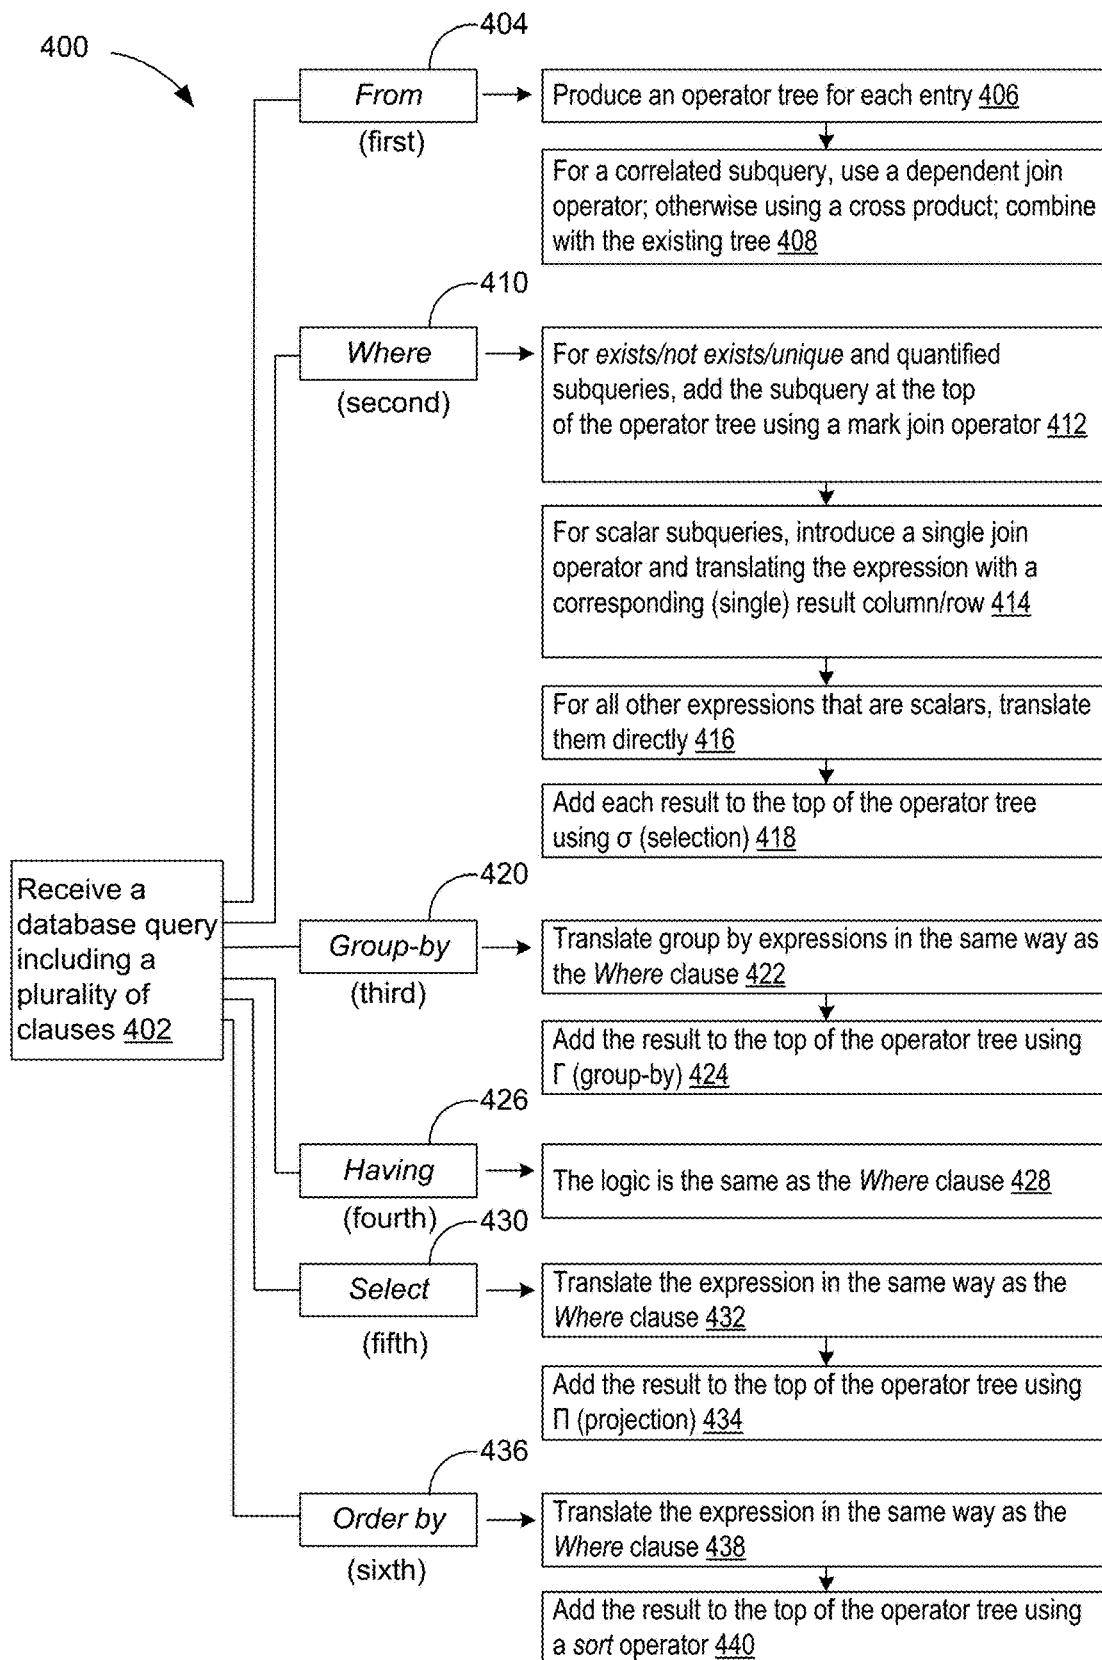 400
404
From
(first)
Produce an operator tree for each entry 406
For a correlated subquery, use a dependent join
operator; otherwise using a cross product; combine
with the existing tree 408
410
Where
(second)
For exists/not exists/unique and quantified
subqueries, add the subquery at the top
of the operator tree using a mark join operator 412
For scalar subqueries, introduce a single join
operator and translating the expression with a
corresponding (single) result column/row 414
For all other expressions that are scalars, translate
them directly 416
Add each result to the top of the operator tree
using σ (selection) 418
Receive a
database query
including a
plurality of
clauses 402
420
Group-by
(third)
Translate group by expressions in the same way as
the Where clause 422
Add the result to the top of the operator tree using
Γ (group-by) 424
426
Having
(fourth)
The logic is the same as the Where clause 428
430
Select
(fifth)
Translate the expression in the same way as the
Where clause 432
Add the result to the top of the operator tree using
Π (projection) 434
436
Order by
(sixth)
Translate the expression in the same way as the
Where clause 438
Add the result to the top of the operator tree using
a sort operator 440